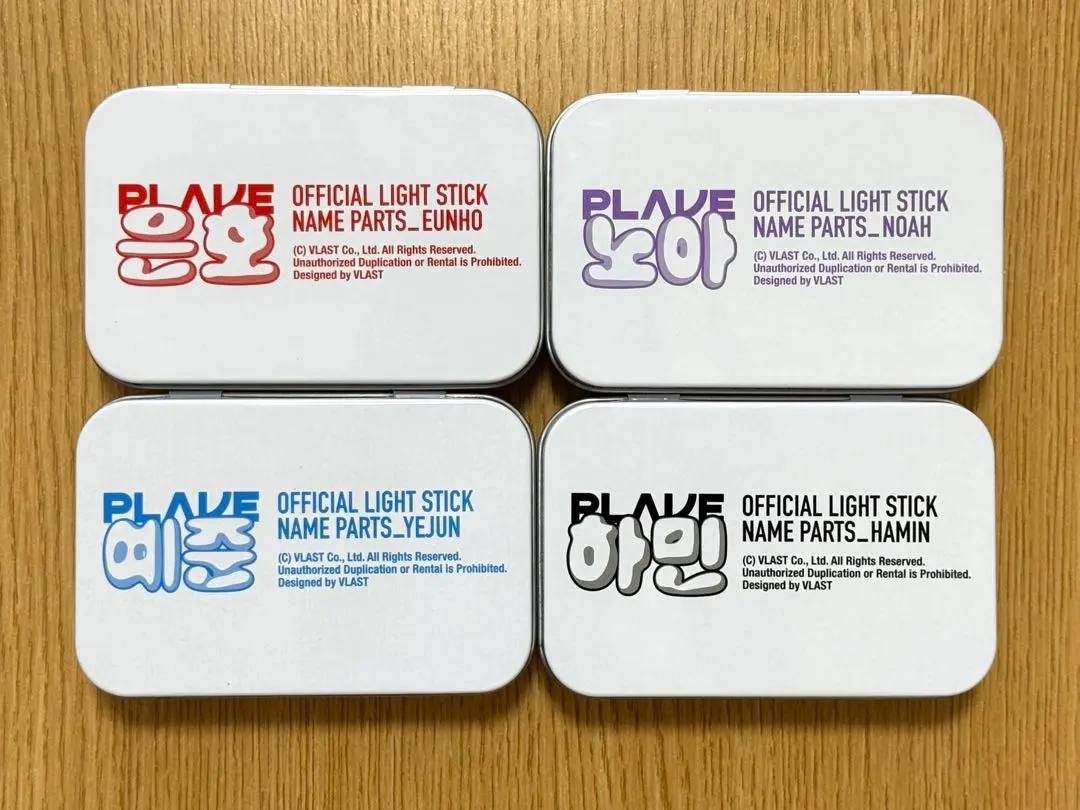 PLAVE
은호
OFFICIAL LIGHT STICK
NAME PARTS_EUNHO
(C) VLAST Co., Ltd. All Rights Reserved.
Unauthorized Duplication or Rental is Prohibited.
Designed by VLAST
PLAVE
노아
OFFICIAL LIGHT STICK
NAME PARTS_NOAH
(C) VLAST Co., Ltd. All Rights Reserved.
Unauthorized Duplication or Rental is Prohibited.
Designed by VLAST
PLAVE
예준
OFFICIAL LIGHT STICK
NAME PARTS_YEJUN
(C) VLAST Co., Ltd. All Rights Reserved.
Unauthorized Duplication or Rental is Prohibited.
Designed by VLAST
PLAVE
하민
OFFICIAL LIGHT STICK
NAME PARTS_HAMIN
(C) VLAST Co., Ltd. All Rights Reserved.
Unauthorized Duplication or Rental is Prohibited.
Designed by VLAST